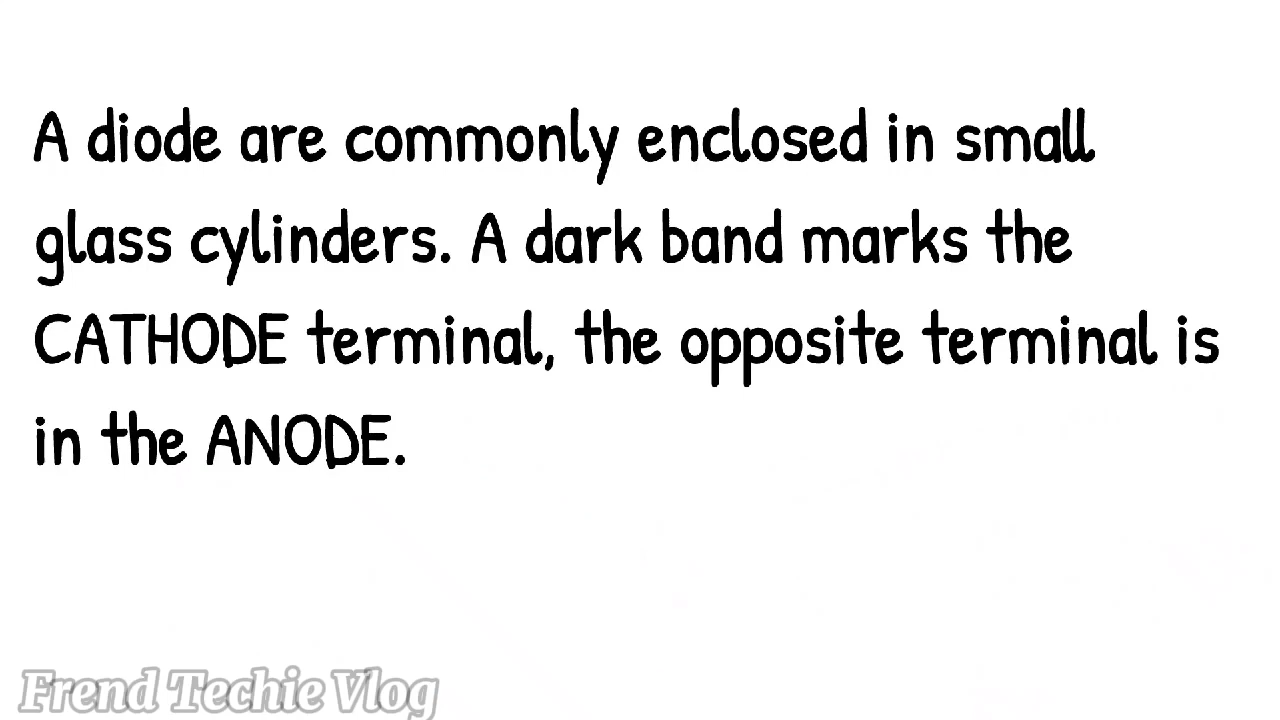 A diode are commonly enclosed in small
glass cylinders. A dark band marks the
CATHODE terminal, the opposite terminal is
in the ANODE.
Frend Techie Vlog